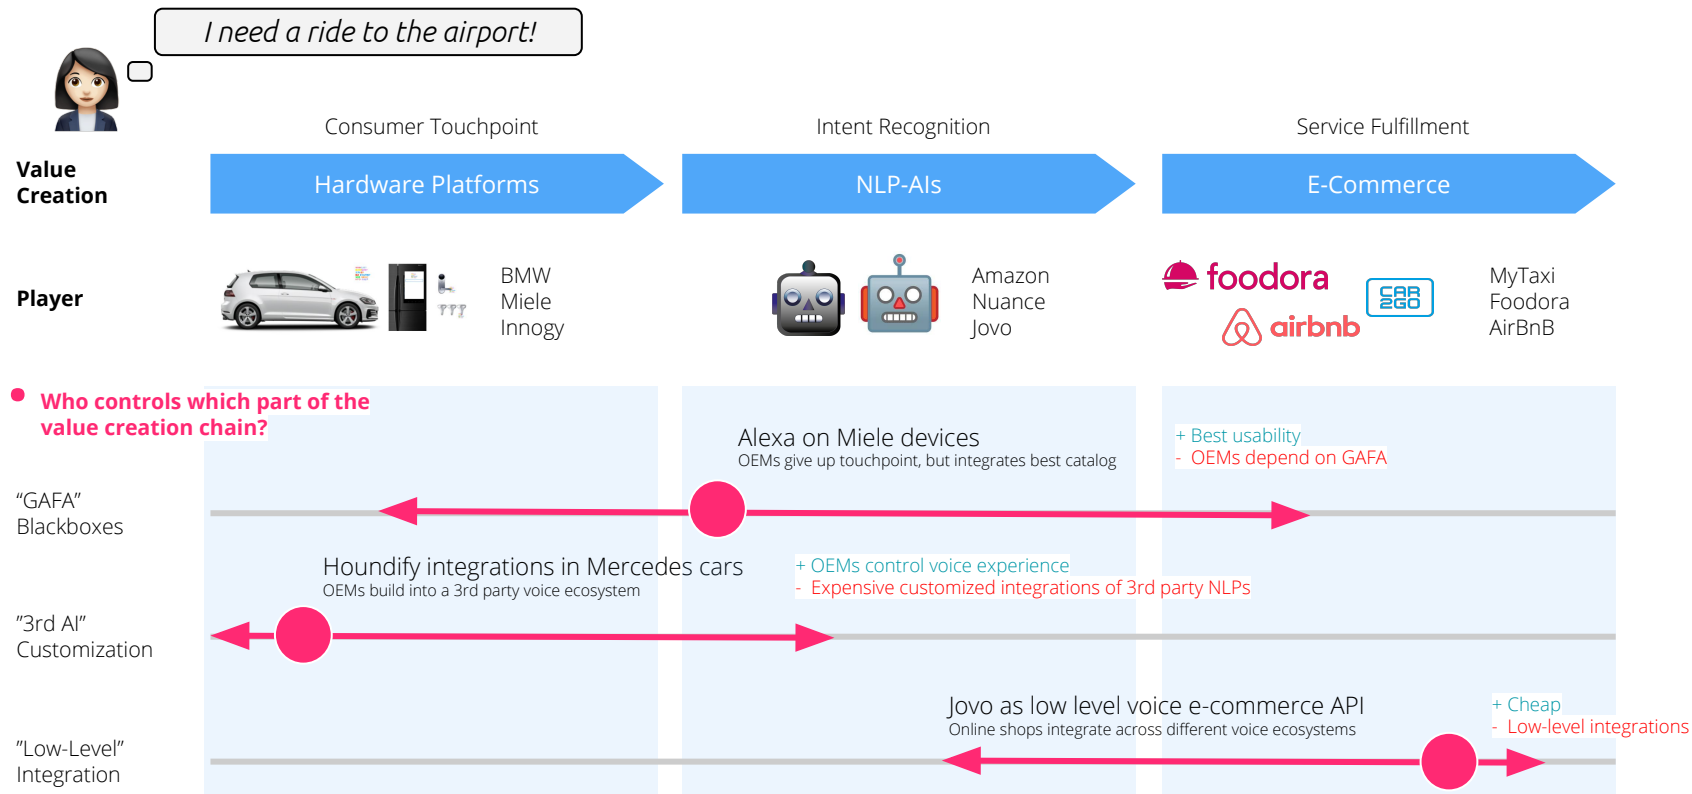 I need a ride to the airport!
Consumer Touchpoint
Intent Recognition
Service Fulfillment
Value
Creation
Hardware Platforms
NLP-AIs
E-Commerce
Player
BMW
Miele
Innogy
Amazon
Nuance
Jovo
foodora
CAR
2GO
airbnb
MyTaxi
Foodora
AirBnB
Who controls which part of the
value creation chain?
Alexa on Miele devices
OEMs give up touchpoint, but integrates best catalog
+ Best usability
- OEMs depend on GAFA
“GAFA”
Blackboxes
Houndify integrations in Mercedes cars
OEMs build into a 3rd party voice ecosystem
+ OEMs control voice experience
- Expensive customized integrations of 3rd party NLPs
”3rd AI”
Customization
Jovo as low level voice e-commerce API
Online shops integrate across different voice ecosystems
+ Cheap
- Low-level integrations
”Low-Level”
Integration